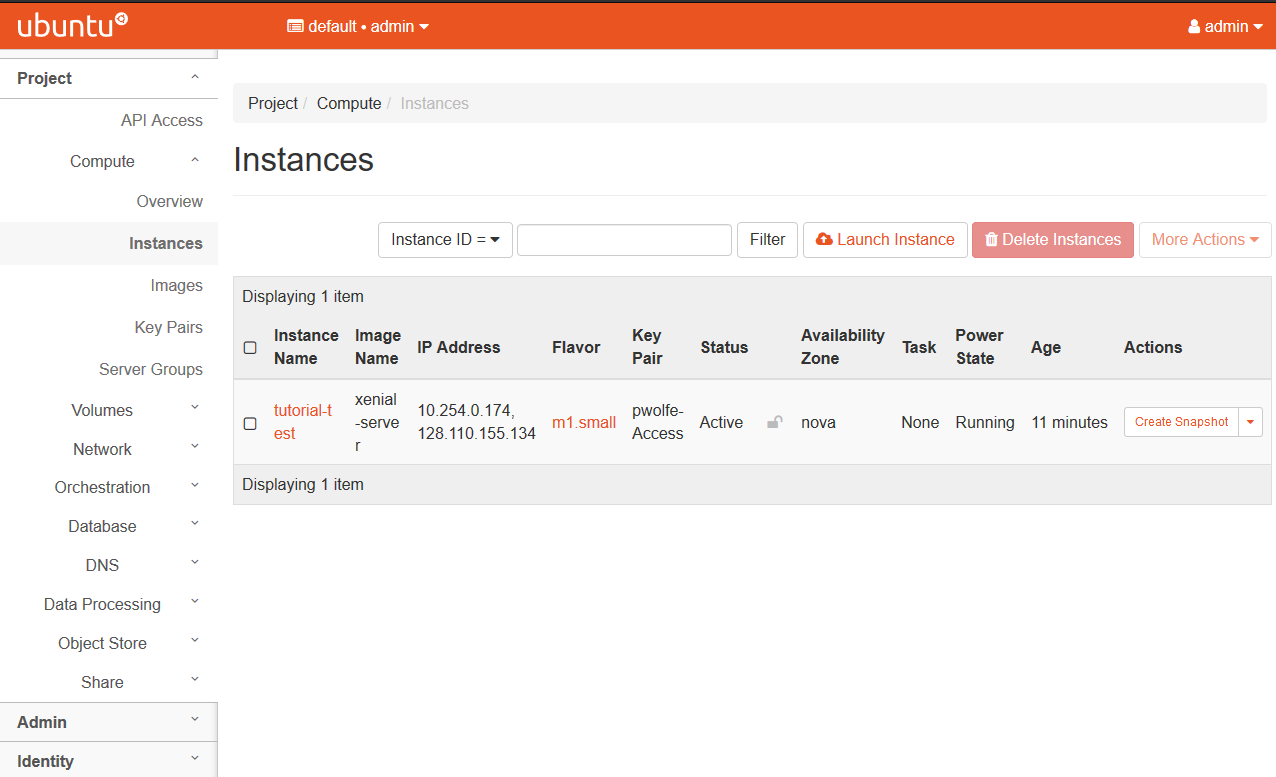 ubuntu
default • admin
admin
Project
API Access
Compute
Overview
Instances
Images
Key Pairs
Server Groups
Volumes
Network
Orchestration
Database
DNS
Data Processing
Object Store
Share
Admin
Identity
Project / Compute / Instances
Instances
Instance ID =
Filter
Launch Instance
Delete Instances
More Actions
Displaying 1 item
Instance Name
Image Name
IP Address
Flavor
Key Pair
Status
Availability Zone
Task
Power State
Age
Actions
tutorial-t
est
xenial
-serve
r
10.254.0.174,
128.110.155.134
m1.small
pwolfe-
Access
Active
nova
None
Running
11 minutes
Create Snapshot
Displaying 1 item